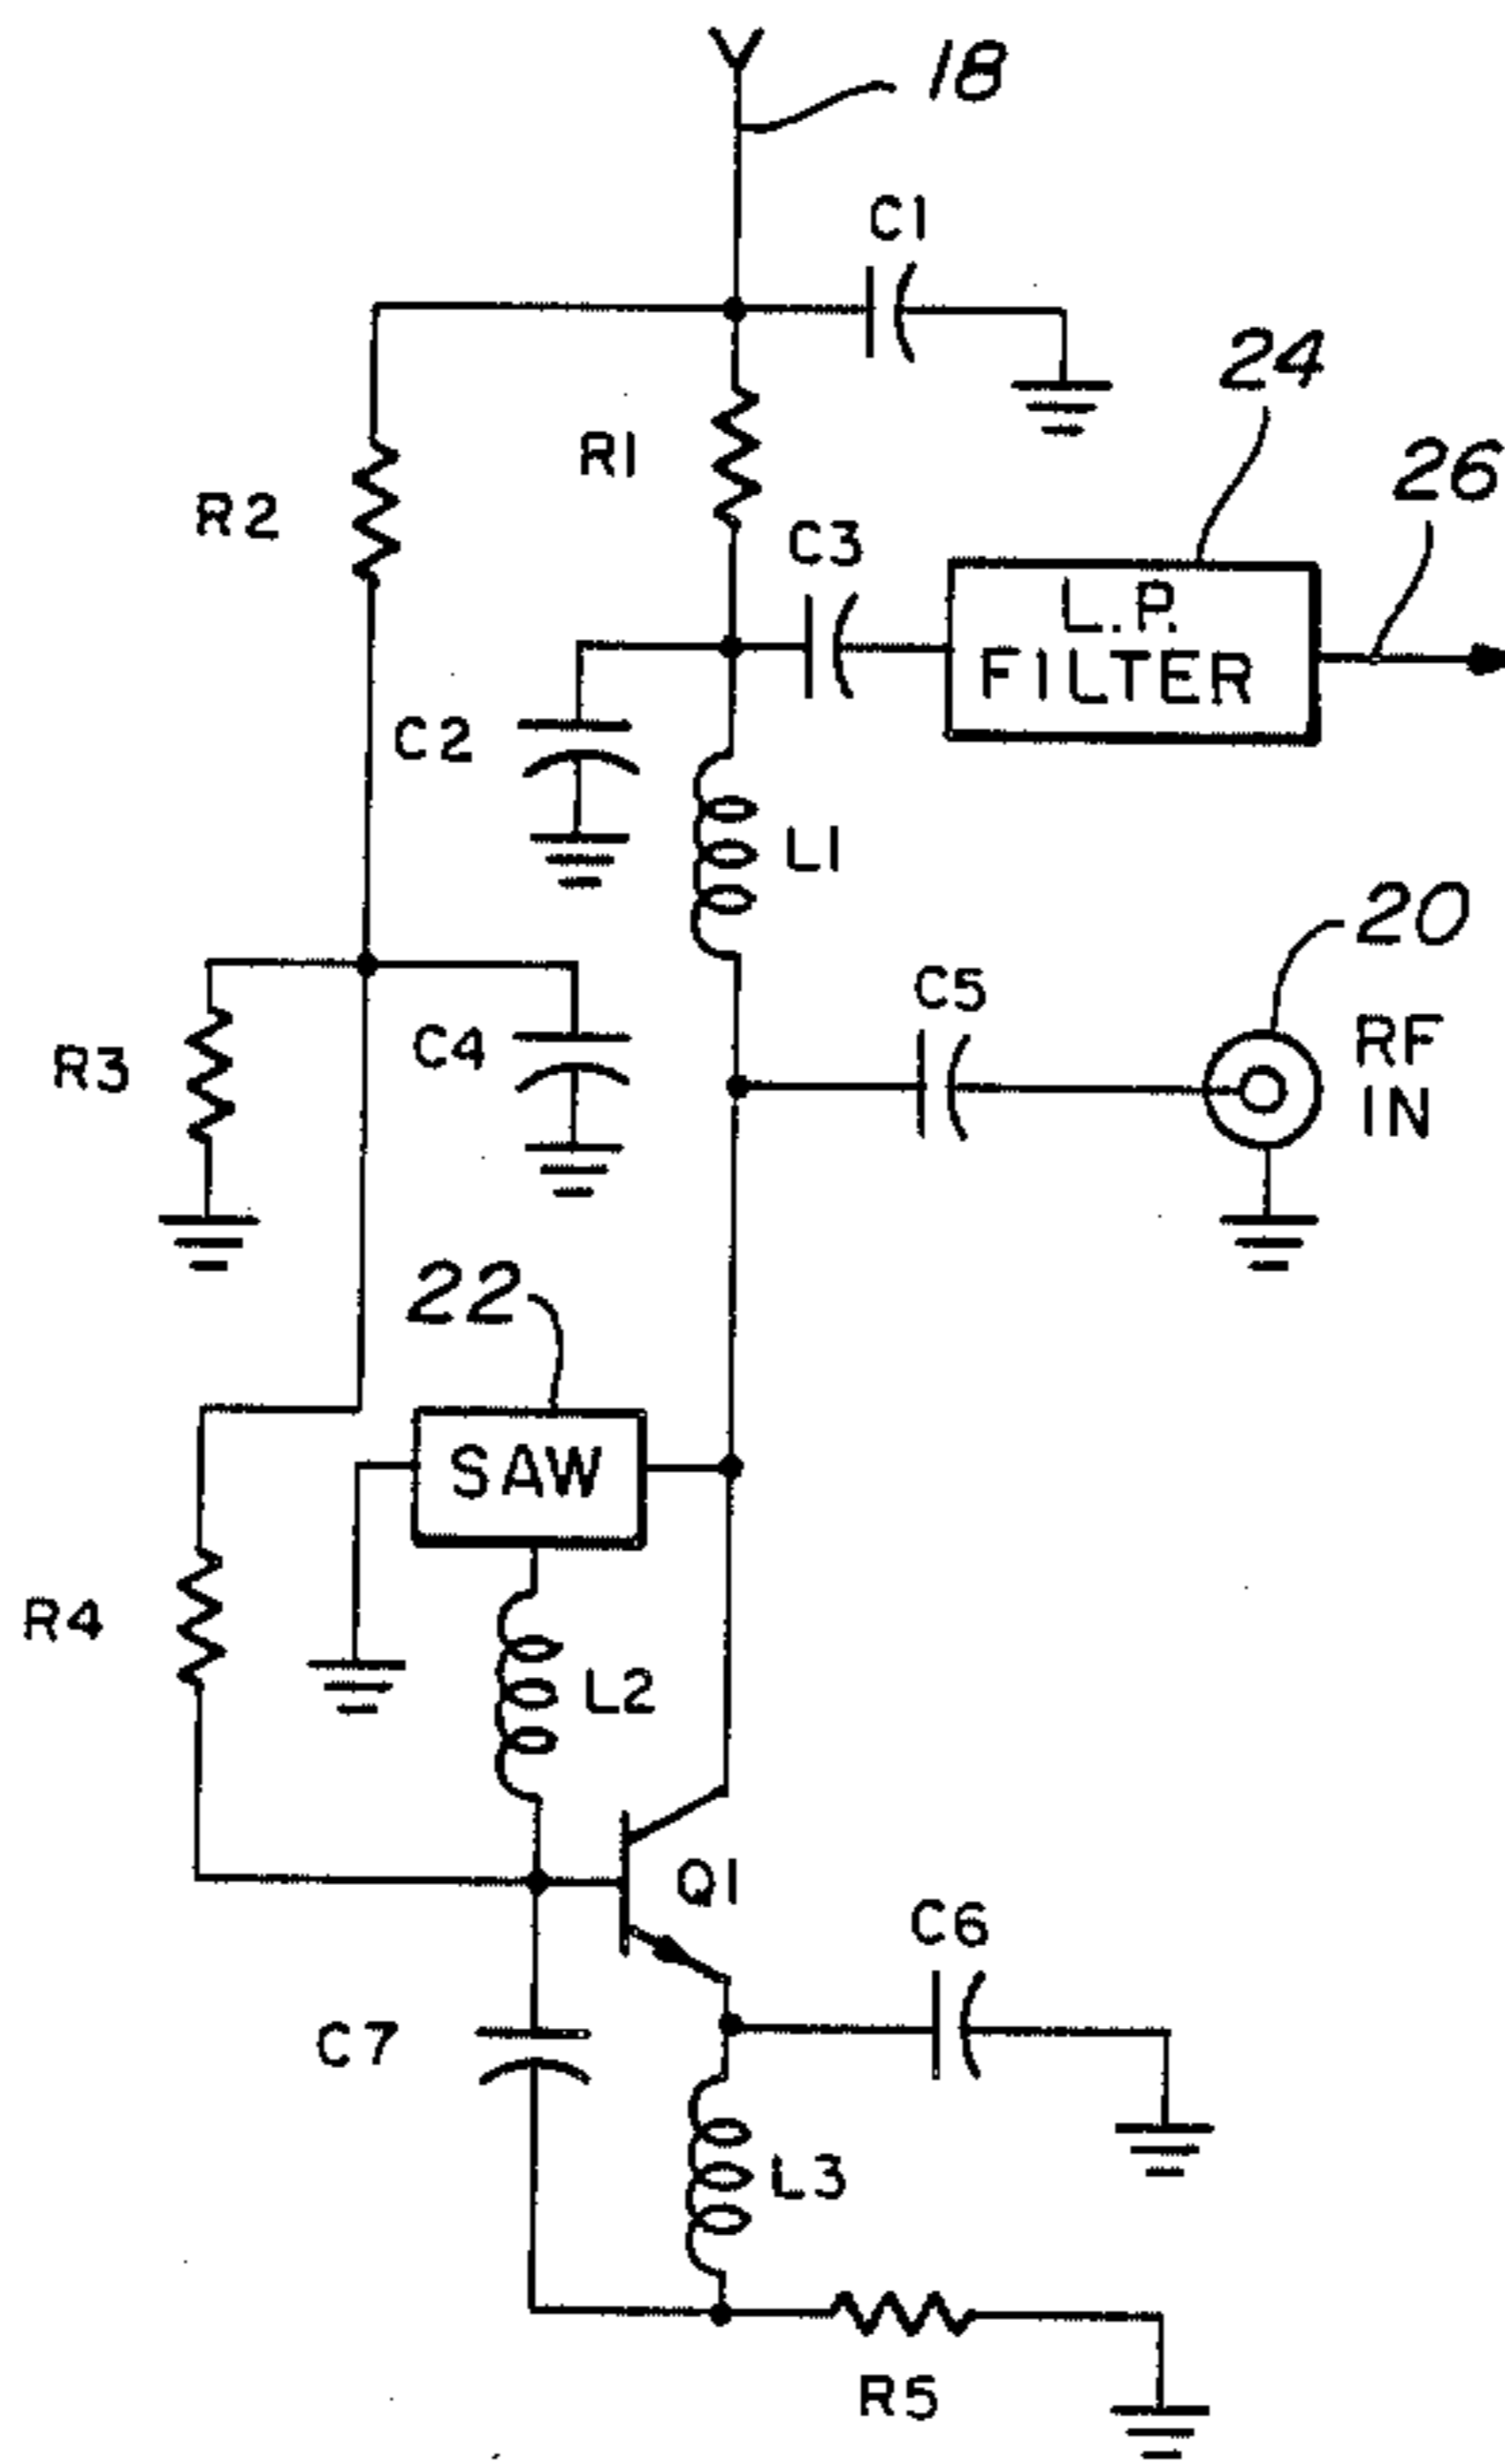 18
C1
24
R1
26
R2
C3
L.P.
FILTER
C2
L1
20
C5
RF
IN
R3
C4
22
SAW
R4
L2
Q1
C6
C7
L3
R5